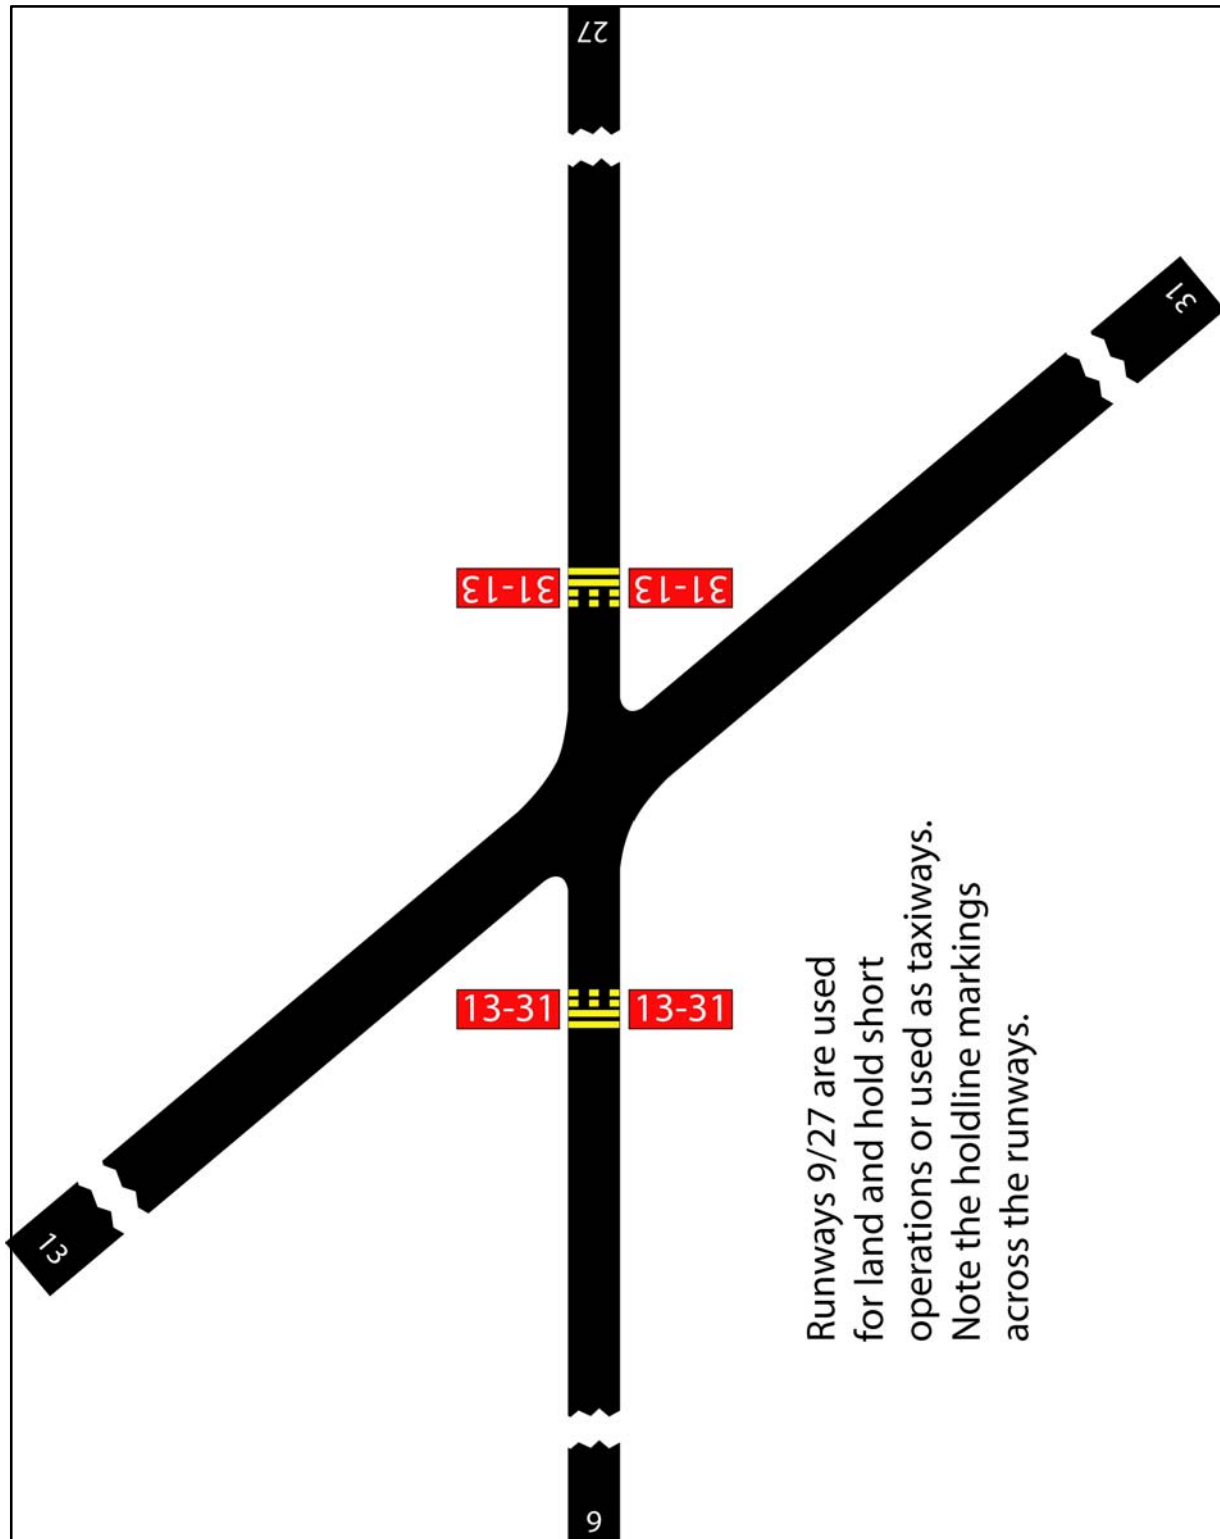 27
31
31-13
31-13
13-31
13-31
13
9
Runways 9/27 are used
for land and hold short
operations or used as taxiways.
Note the holdline markings
across the runways.